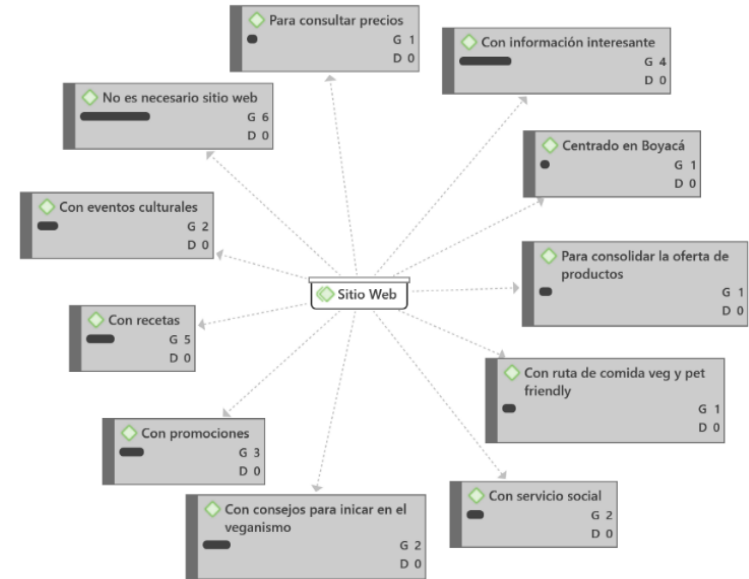 Para consultar precios
G 1
D 0
Con información interesante
G 4
D 0
No es necesario sitio web
G 6
D 0
Centrado en Boyacá
G 1
D 0
Con eventos culturales
G 2
D 0
Para consolidar la oferta de
productos
G 1
D 0
Sitio Web
Con recetas
G 5
D 0
Con ruta de comida veg y pet
friendly
G 1
D 0
Con promociones
G 3
D 0
Con servicio social
G 2
D 0
Con consejos para inicar en el
veganismo
G 2
D 0